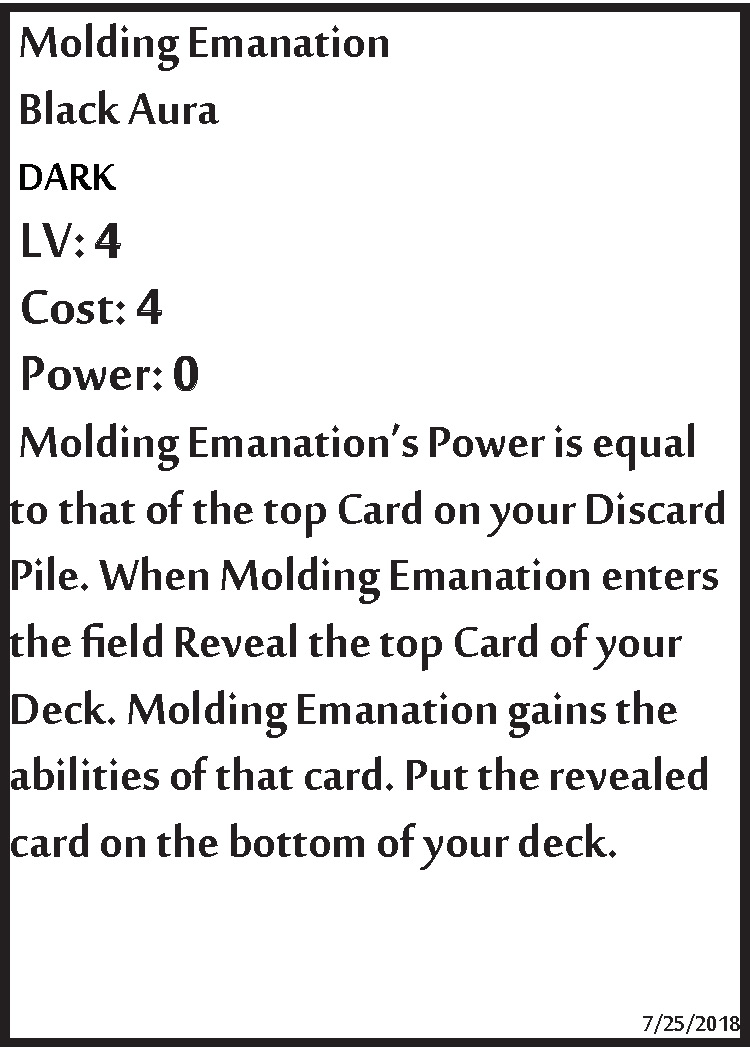 Molding Emanation
Black Aura
DARK
LV: 4
Cost: 4
Power: 0
Molding Emanation’s Power is equal
to that of the top Card on your Discard
Pile. When Molding Emanation enters
the field Reveal the top Card of your
Deck. Molding Emanation gains the
abilities of that card. Put the revealed
card on the bottom of your deck.
7/25/2018